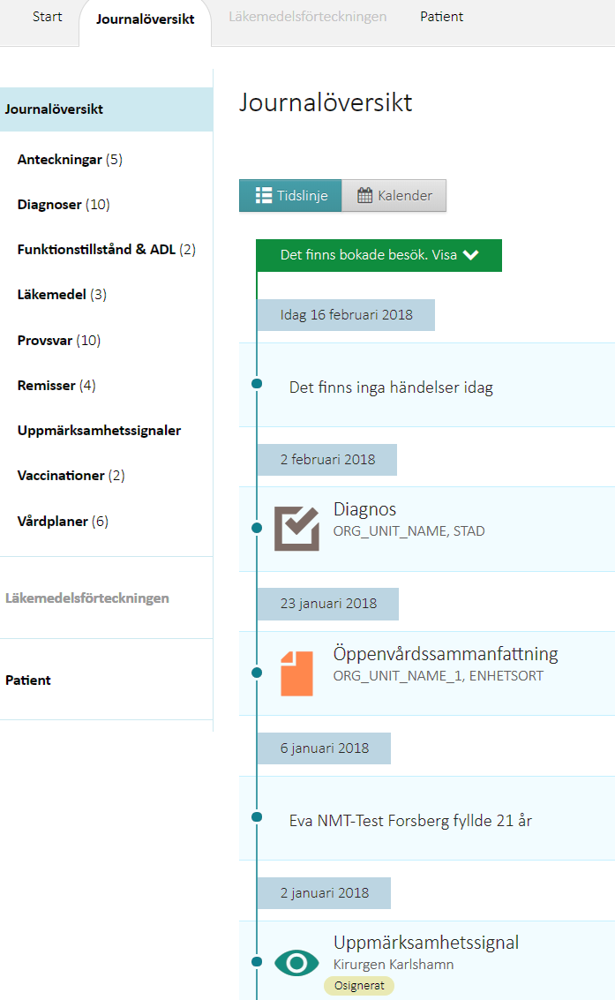 Start
Journalöversikt
Läkemedelsförteckningen
Patient
Journalöversikt
Anteckningar (5)
Diagnoser (10)
Funktionstillstånd & ADL (2)
Läkemedel (3)
Provsvar (10)
Remisser (4)
Uppmärksamhetssignaler
Vaccinationer (2)
Vårdplaner (6)
Läkemedelsförteckningen
Patient
Journalöversikt
Tidslinje
Kalender
Det finns bokade besök. Visa
Idag 16 februari 2018
Det finns inga händelser idag
2 februari 2018
Diagnos
ORG_UNIT_NAME, STAD
23 januari 2018
Öppenvårdssammanfattning
ORG_UNIT_NAME_1, ENHETSORT
6 januari 2018
Eva NMT-Test Forsberg fyllde 21 år
2 januari 2018
Uppmärksamhetssignal
Kirurgen Karlshamn
Osignerat